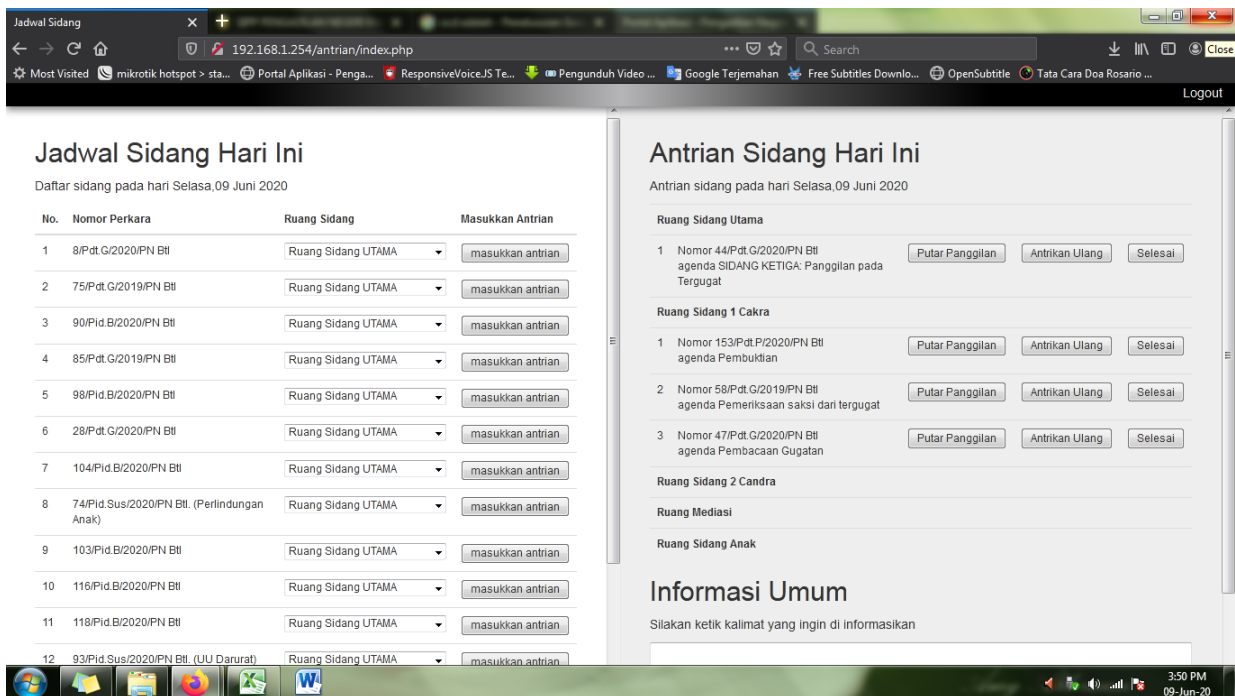 Jadwal Sidang
192.168.1.254/antrian/index.php
Search
Close
Most Visited mikrotik hotspot > sta... Portal Aplikasi - Penga... ResponsiveVoice.JS Te... Pengunduh Video ... Google Terjemahan Free Subtitles Downlo... OpenSubtitle Tata Cara Doa Rosario ...
Logout
Jadwal Sidang Hari Ini
Daftar sidang pada hari Selasa,09 Juni 2020
No. Nomor Perkara Ruang Sidang Masukkan Antrian
1 8/Pdt.G/2020/PN Btl Ruang Sidang UTAMA masukkan antrian
2 75/Pdt.G/2019/PN Btl Ruang Sidang UTAMA masukkan antrian
3 90/Pid.B/2020/PN Btl Ruang Sidang UTAMA masukkan antrian
4 85/Pdt.G/2019/PN Btl Ruang Sidang UTAMA masukkan antrian
5 98/Pid.B/2020/PN Btl Ruang Sidang UTAMA masukkan antrian
6 28/Pdt.G/2020/PN Btl Ruang Sidang UTAMA masukkan antrian
7 104/Pid.B/2020/PN Btl Ruang Sidang UTAMA masukkan antrian
8 74/Pid.Sus/2020/PN Btl. (Perlindungan Ruang Sidang UTAMA masukkan antrian
Anak)
9 103/Pid.B/2020/PN Btl Ruang Sidang UTAMA masukkan antrian
10 116/Pid.B/2020/PN Btl Ruang Sidang UTAMA masukkan antrian
11 118/Pid.B/2020/PN Btl Ruang Sidang UTAMA masukkan antrian
12 93/Pid.Sus/2020/PN Btl. (UU Darurat) Ruang Sidang UTAMA masukkan antrian
Antrian Sidang Hari Ini
Antrian sidang pada hari Selasa,09 Juni 2020
Ruang Sidang Utama
1 Nomor 44/Pdt.G/2020/PN Btl Putar Panggilan Antrikan Ulang Selesai
agenda SIDANG KETIGA: Panggilan pada
Tergugat
Ruang Sidang 1 Cakra
1 Nomor 153/Pdt.P/2020/PN Btl Putar Panggilan Antrikan Ulang Selesai
agenda Pembuktian
2 Nomor 58/Pdt.G/2019/PN Btl Putar Panggilan Antrikan Ulang Selesai
agenda Pemeriksaan saksi dari tergugat
3 Nomor 47/Pdt.G/2020/PN Btl Putar Panggilan Antrikan Ulang Selesai
agenda Pembacaan Gugatan
Ruang Sidang 2 Candra
Ruang Mediasi
Ruang Sidang Anak
Informasi Umum
Silakan ketik kalimat yang ingin di informasikan
3:50 PM
09-Jun-20